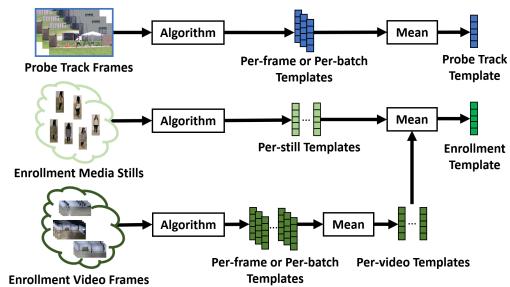 Algorithm
Mean
Probe Track Frames
Per-frame or Per-batch
Templates
Probe Track
Template
Algorithm
...
Mean
Per-still Templates
Enrollment Media Stills
Enrollment
Template
Algorithm
...
Mean
...
Enrollment Video Frames
Per-frame or Per-batch
Templates
Per-video Templates